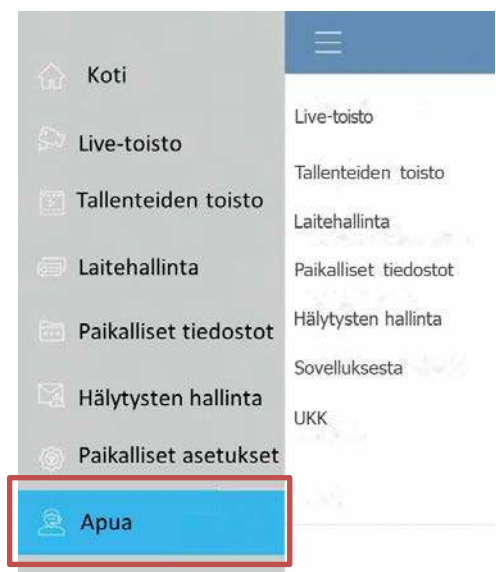 Koti
Live-toisto
Tallenteiden toisto
Laitehallinta
Paikalliset tiedostot
Hälytysten hallinta
Paikalliset asetukset
Apua
Live-toisto
Tallenteiden toisto
Laitehallinta
Paikalliset tiedostot
Hälytysten hallinta
Sovelluksesta
UKK